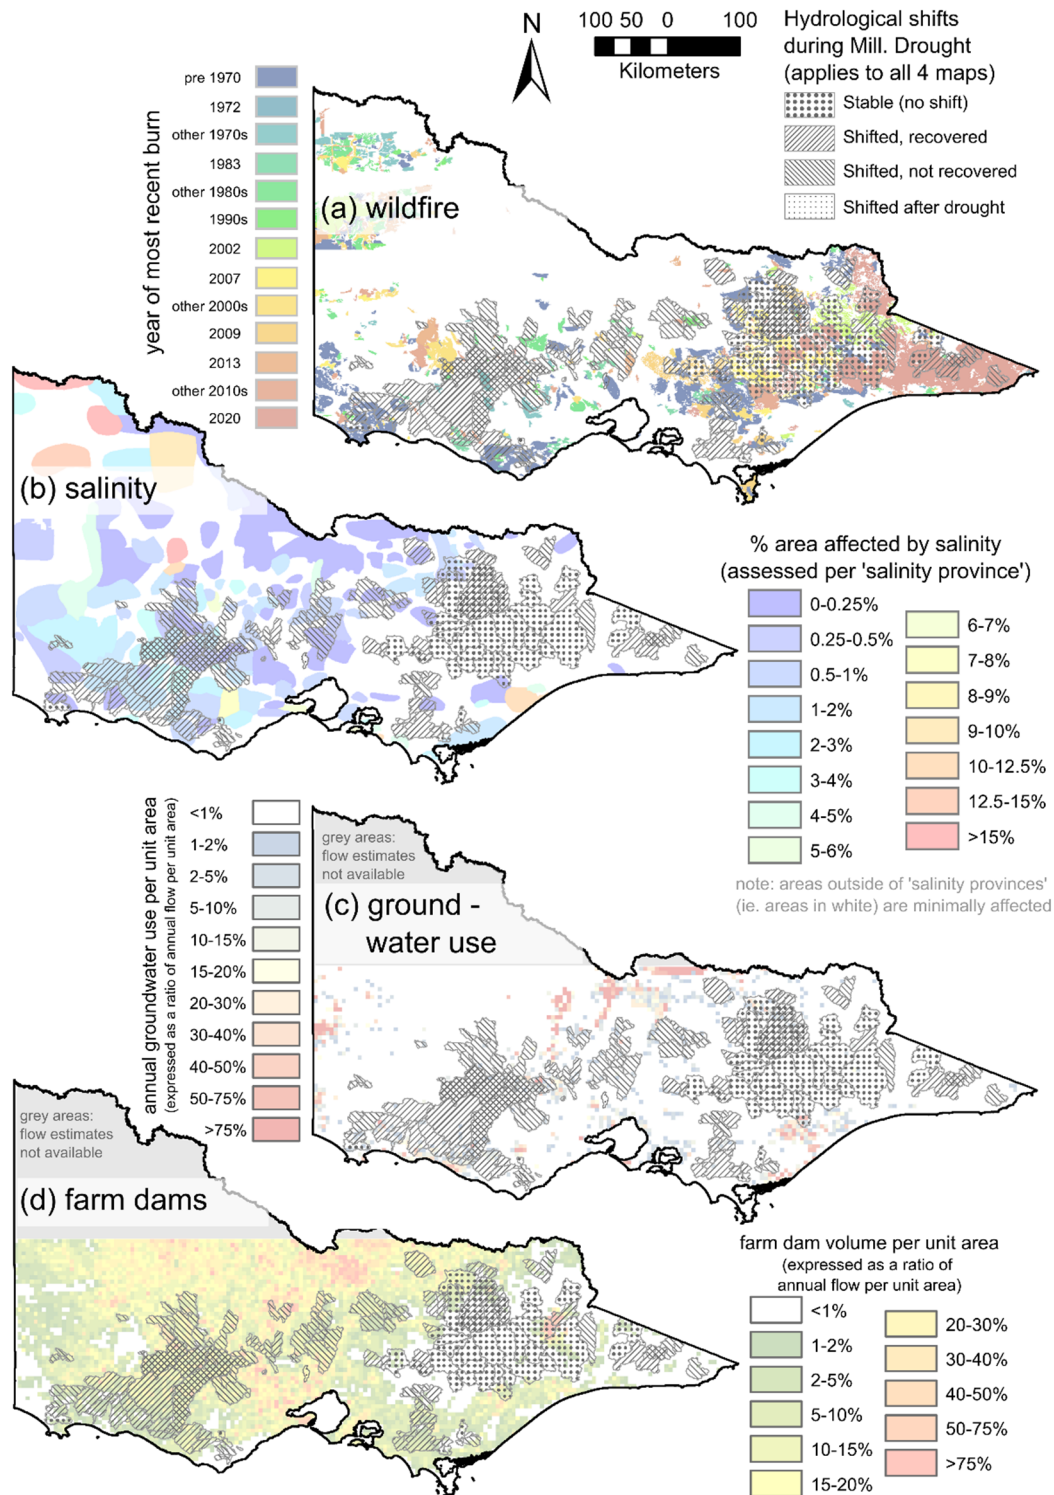 N
100 50 0 100
Kilometers
Hydrological shifts
during Mill. Drought
(applies to all 4 maps)
Stable (no shift)
Shifted, recovered
Shifted, not recovered
Shifted after drought
year of most recent burn
pre 1970
1972
other 1970s
1983
other 1980s
1990s
2002
2007
other 2000s
2009
2013
other 2010s
2020
(a) wildfire
(b) salinity
% area affected by salinity
(assessed per 'salinity province')
0-0.25%
0.25-0.5%
0.5-1%
1-2%
2-3%
3-4%
4-5%
5-6%
6-7%
7-8%
8-9%
9-10%
10-12.5%
12.5-15%
>15%
note: areas outside of 'salinity provinces'
(ie. areas in white) are minimally affected
annual groundwater use per unit area
(expressed as a ratio of annual flow per unit area)
<1%
1-2%
2-5%
5-10%
10-15%
15-20%
20-30%
30-40%
40-50%
50-75%
>75%
grey areas:
flow estimates
not available
(c) ground -
water use
grey areas:
flow estimates
not available
(d) farm dams
farm dam volume per unit area
(expressed as a ratio of
annual flow per unit area)
<1%
1-2%
2-5%
5-10%
10-15%
15-20%
20-30%
30-40%
40-50%
50-75%
>75%